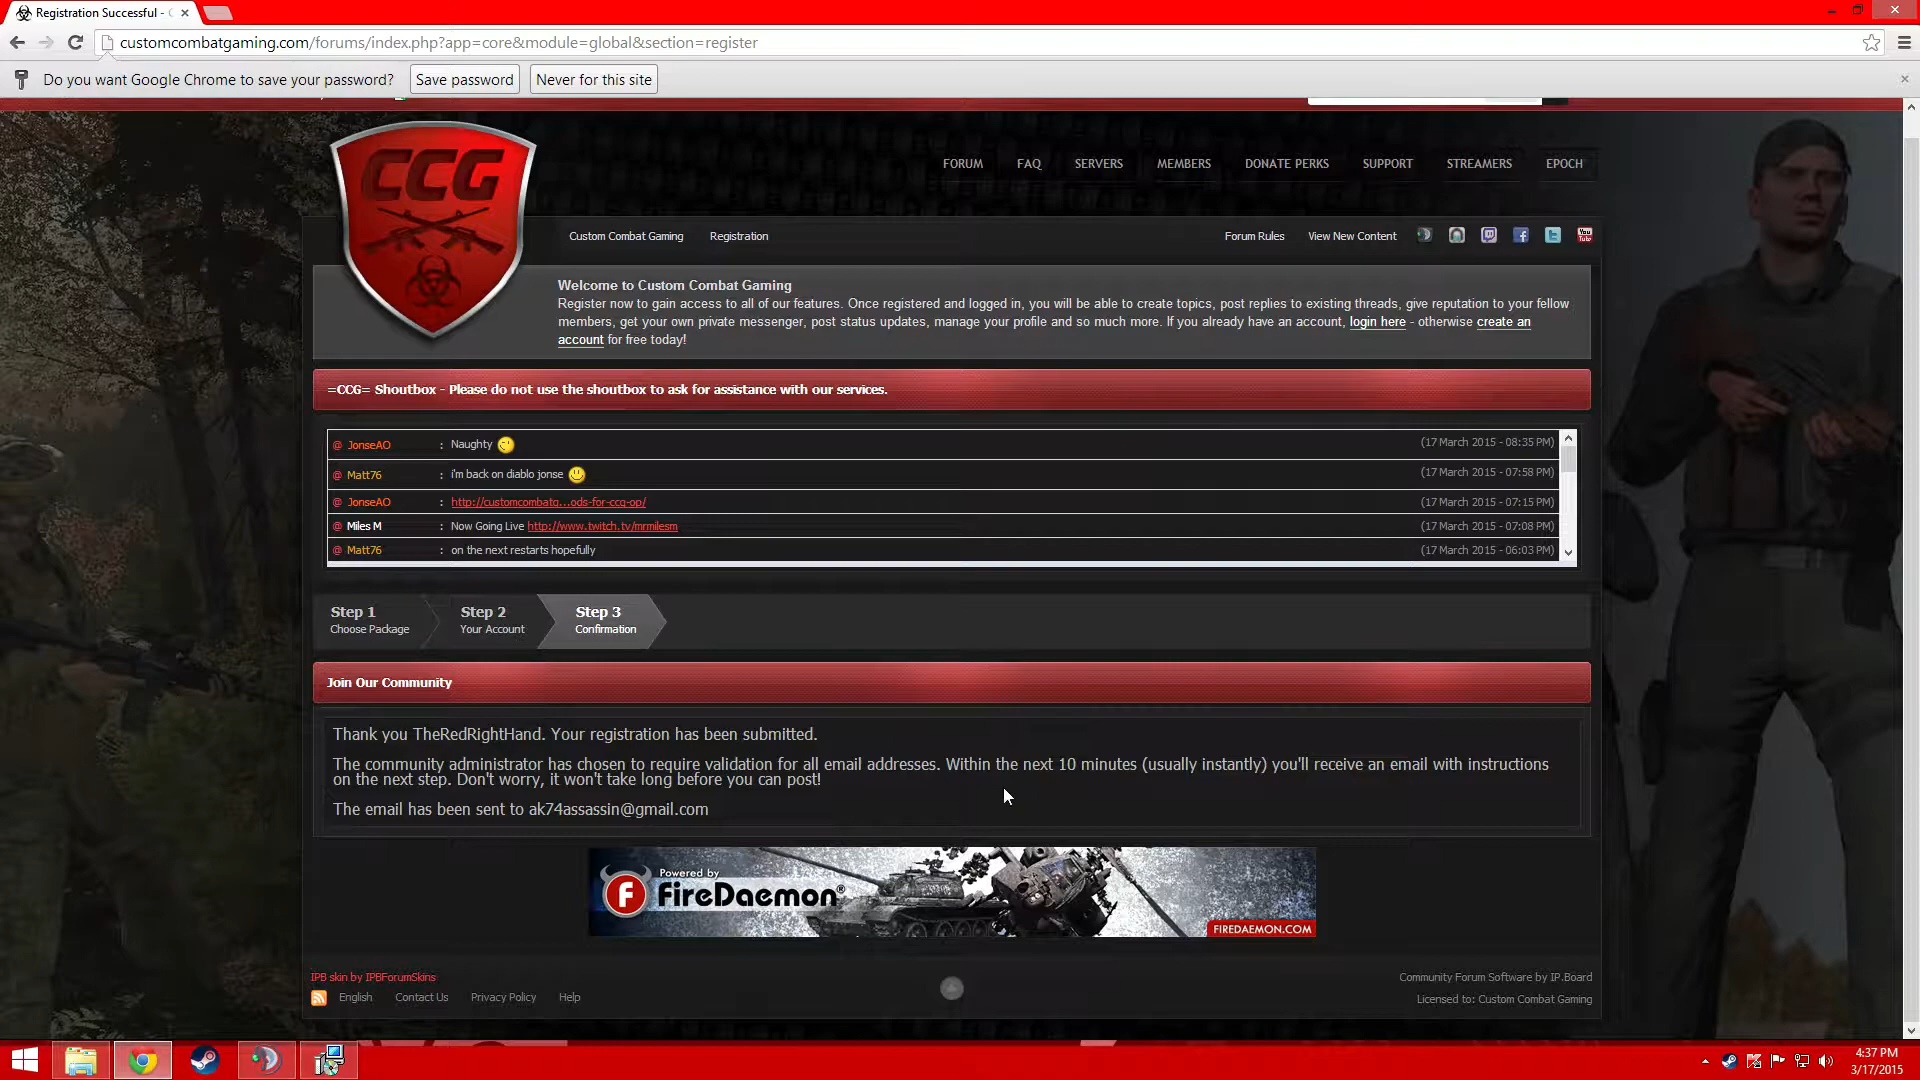 Registration Successful - C
customcombatgaming.com/forums/index.php?app=core&module=global&section=register
Do you want Google Chrome to save your password? Save password Never for this site
CCG
FORUM FAQ SERVERS MEMBERS DONATE PERKS SUPPORT STREAMERS EPOCH
Custom Combat Gaming Registration Forum Rules View New Content You Tube
Welcome to Custom Combat Gaming
Register now to gain access to all of our features. Once registered and logged in, you will be able to create topics, post replies to existing threads, give reputation to your fellow
members, get your own private messenger, post status updates, manage your profile and so much more. If you already have an account, login here - otherwise create an
account for free today!
=CCG= Shoutbox - Please do not use the shoutbox to ask for assistance with our services.
@ JonseAO : Naughty (17 March 2015 - 08:35 PM)
@ Matt76 : i'm back on diablo jonse (17 March 2015 - 07:58 PM)
@ JonseAO : http://customcombatg...ods-for-ccg-op/ (17 March 2015 - 07:15 PM)
@ Miles M : Now Going Live http://www.twitch.tv/mrmilesm (17 March 2015 - 07:08 PM)
@ Matt76 : on the next restarts hopefully (17 March 2015 - 06:03 PM)
Step 1 Step 2 Step 3
Choose Package Your Account Confirmation
Join Our Community
Thank you TheRedRightHand. Your registration has been submitted.
The community administrator has chosen to require validation for all email addresses. Within the next 10 minutes (usually instantly) you'll receive an email with instructions
on the next step. Don't worry, it won't take long before you can post!
The email has been sent to ak74assassin@gmail.com
Powered by
FireDaemon®
FIREDAEMON.COM
IPB skin by IPBForumSkins Community Forum Software by IP.Board
English Contact Us Privacy Policy Help Licensed to: Custom Combat Gaming
4:37 PM
3/17/2015